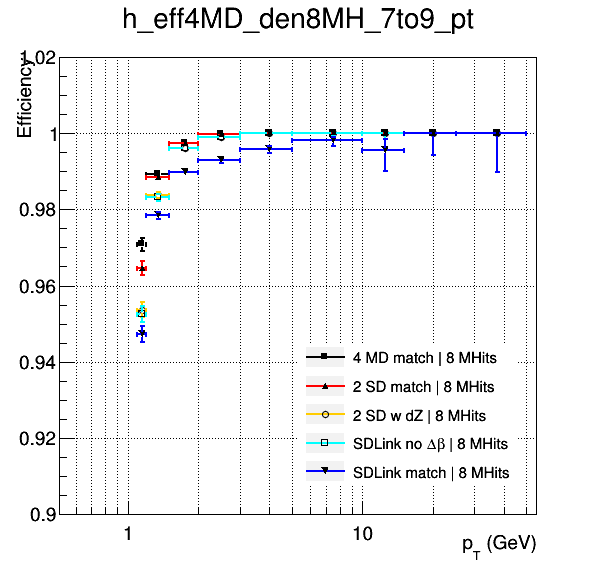 h_eff4MD_den8MH_7to9_pt
Efficiency
1.02
1
0.98
0.96
0.94
0.92
0.9
4 MD match | 8 MHits
2 SD match | 8 MHits
2 SD w dZ | 8 MHits
SDLink no Δβ | 8 MHits
SDLink match | 8 MHits
1
10
p_T (GeV)